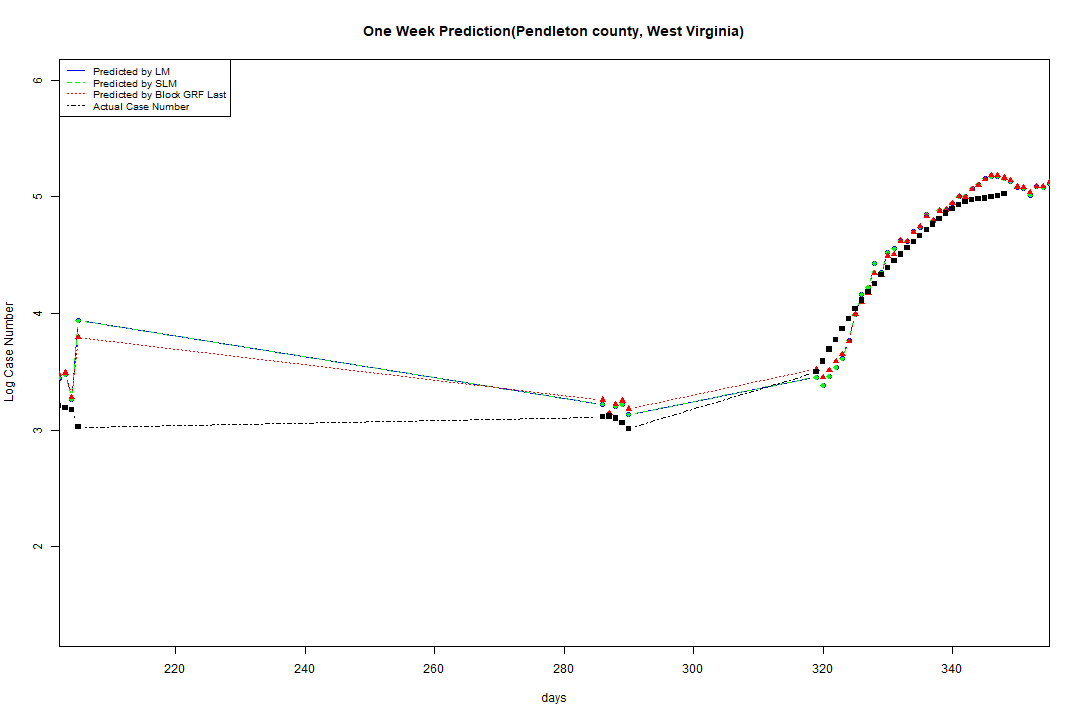 One Week Prediction(Pendleton county, West Virginia)
Predicted by LM
Predicted by SLM
Predicted by Block GRF Last
Actual Case Number
6
5
4
3
2
Log Case Number
220 240 260 280 300 320 340
days